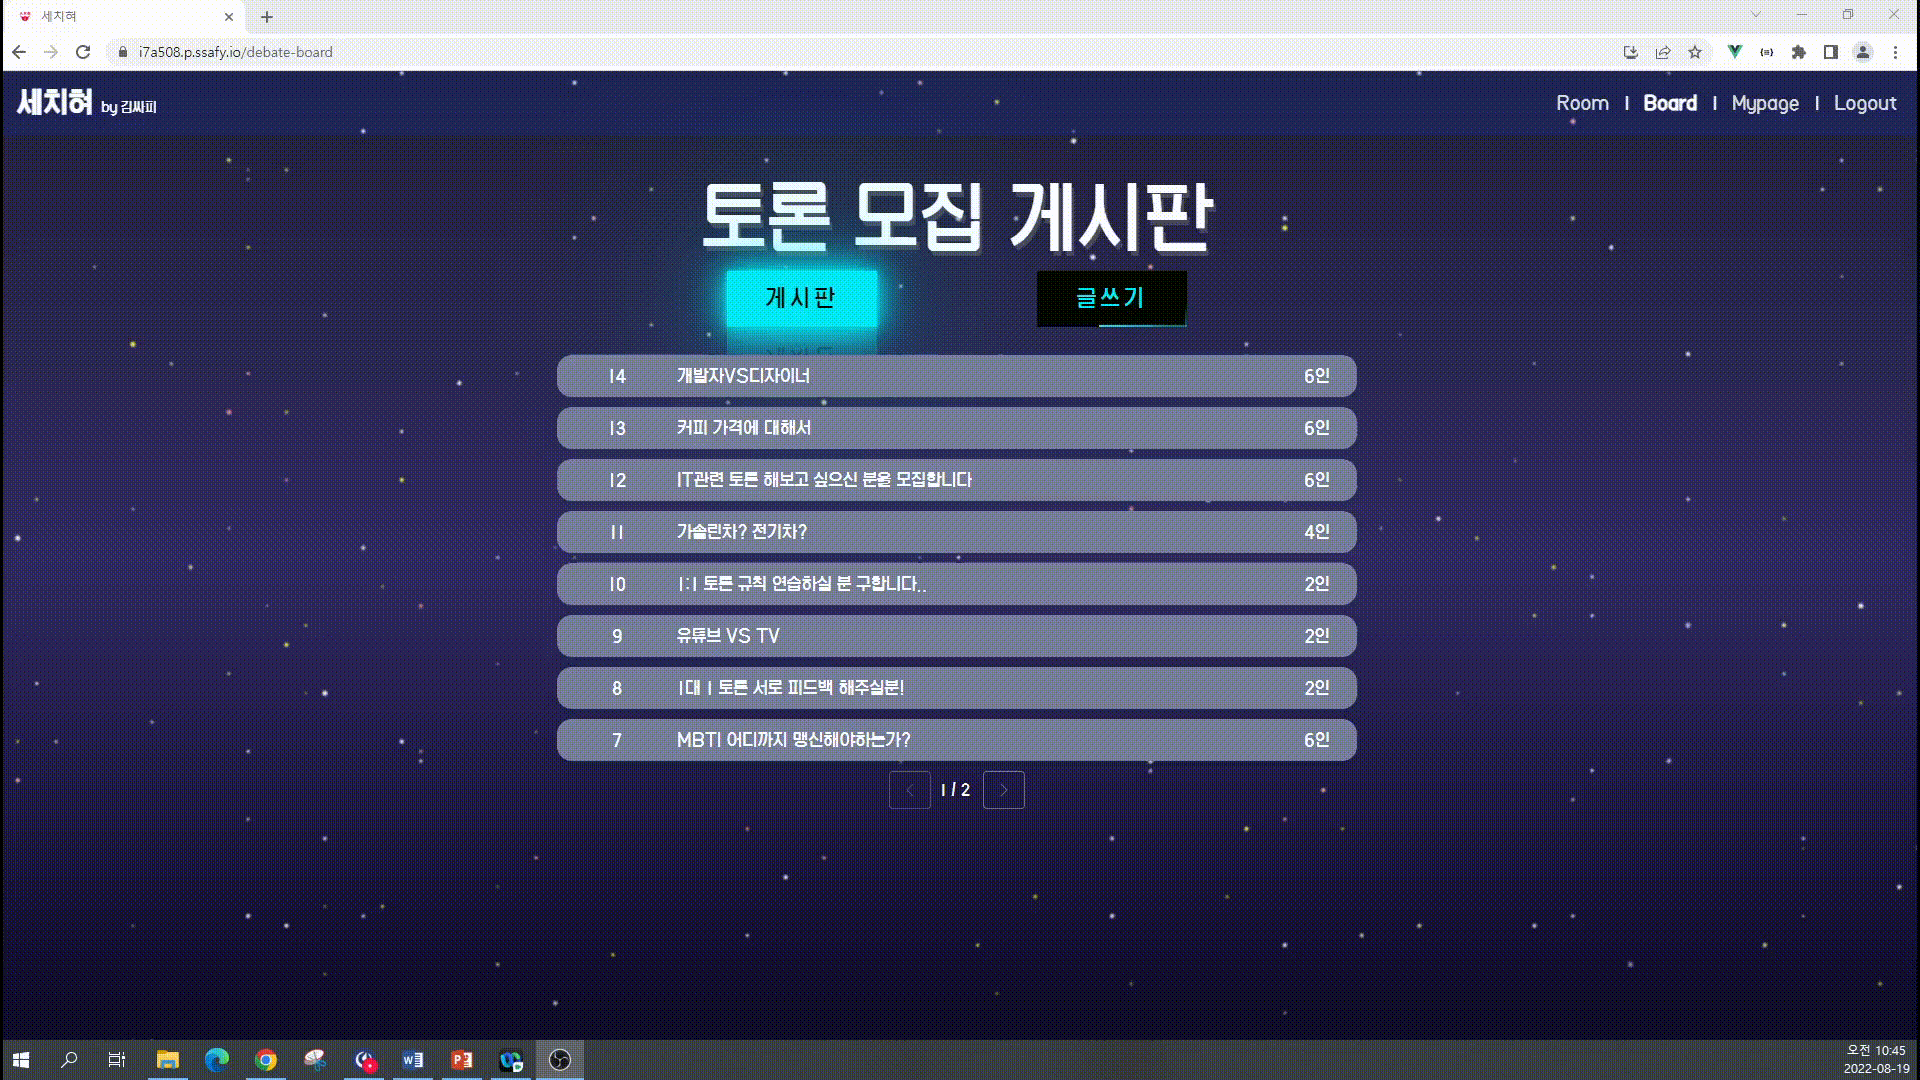 세치혀
i7a508.p.ssafy.io/debate-board
세치혀 by 김싸피
Room | Board | Mypage | Logout
토론 모집 게시판
게시판 글쓰기
14 개발자VS디자이너 6인
13 커피 가격에 대해서 6인
12 IT관련 토론 해보고 싶으신 분을 모집합니다 6인
11 가솔린차? 전기차? 4인
10 1:1 토론 규칙 연습하실 분 구합니다.. 2인
9 유튜브 VS TV 2인
8 1대 1 토론 서로 피드백 해주실분! 2인
7 MBTI 어디까지 맹신해야하는가? 6인
1 / 2
오전 10:45
2022-08-19